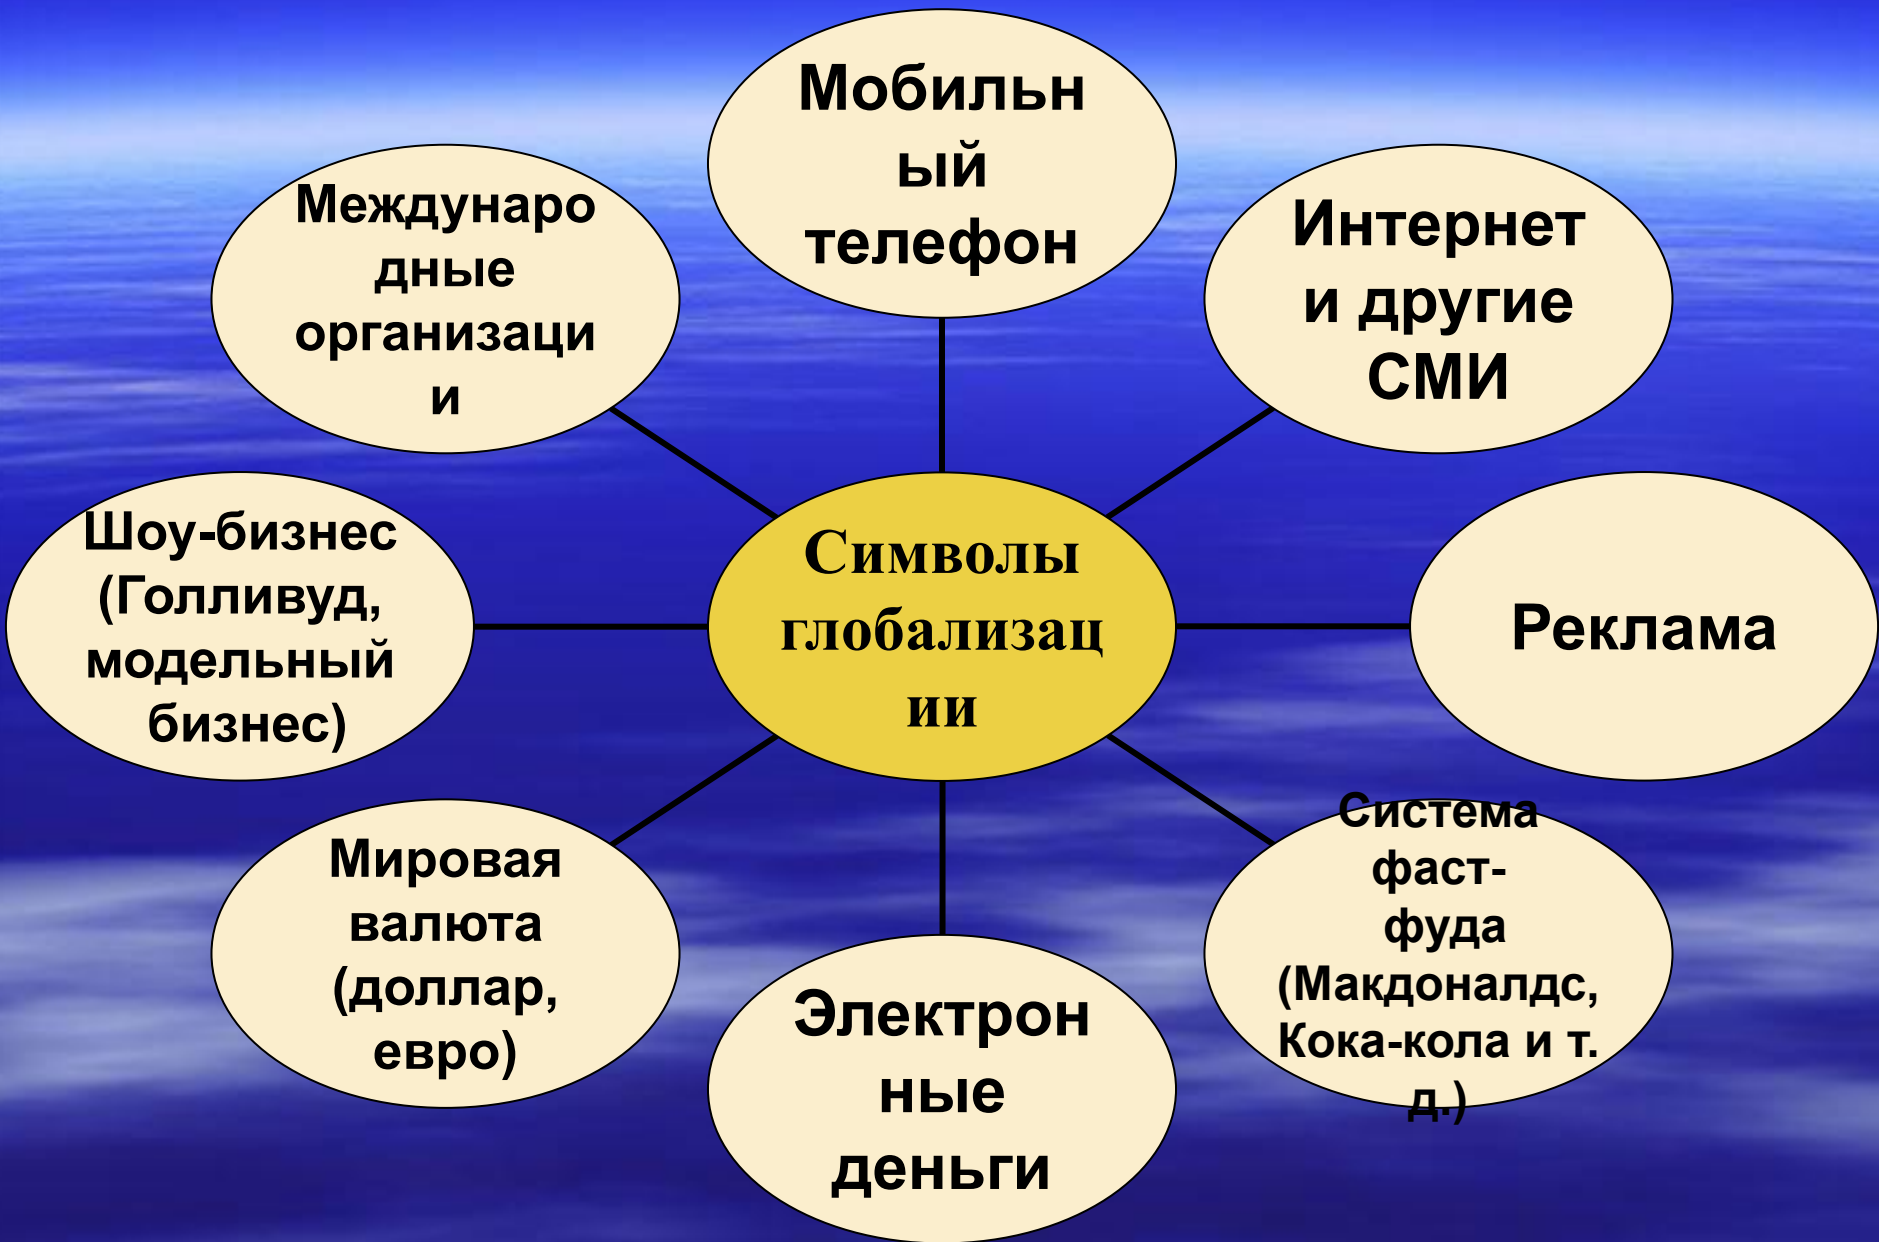 Мобильн
ый
телефон
Интернет
и другие
СМИ
Реклама
Система
фаст-
фуда
(Макдоналдс,
Кока-кола и т.
д.)
Электрон
ные
деньги
Мировая
валюта
(доллар,
евро)
Шоу-бизнес
(Голливуд,
модельный
бизнес)
Междунаро
дные
организаци
и
Символы
глобализац
ии